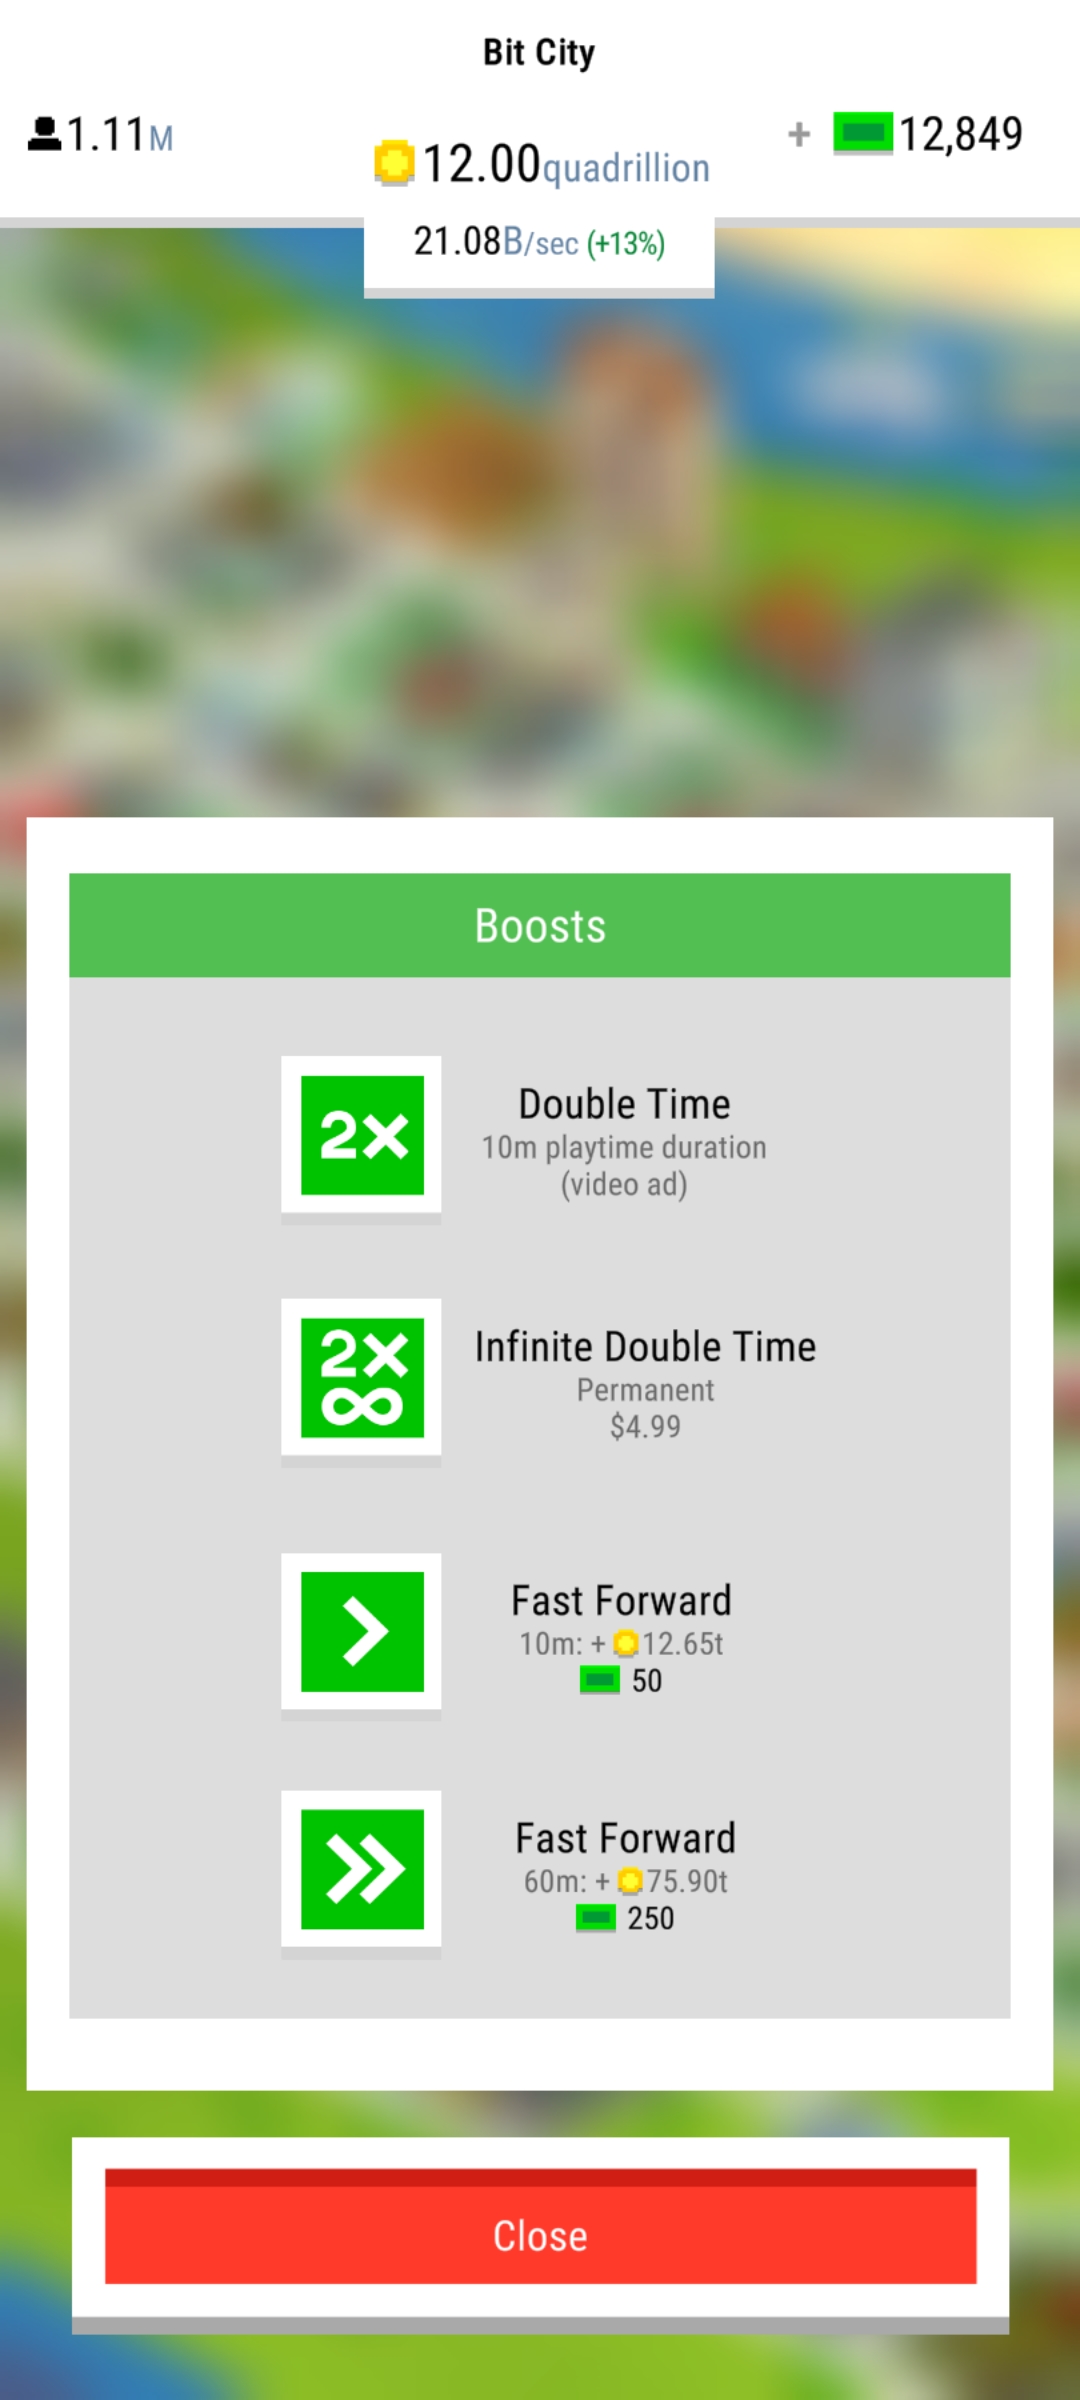 Bit City
1.11M
+ 12,849
12.00quadrillion
21.08B/sec (+13%)
Boosts
2×
Double Time
10m playtime duration
(video ad)
2×
∞
Infinite Double Time
Permanent
$4.99
Fast Forward
10m: + 12.65t
50
Fast Forward
60m: + 75.90t
250
Close